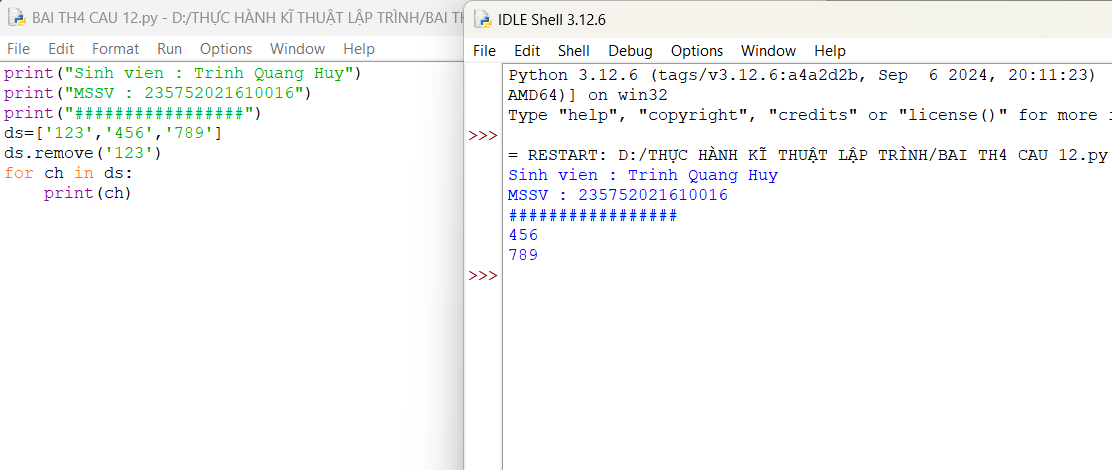 BAI TH4 CAU 12.py - D:/THỰC HÀNH KĨ THUẬT LẬP TRÌNH/BAI TH
File Edit Format Run Options Window Help
print("Sinh vien : Trinh Quang Huy")
print("MSSV : 235752021610016")
print("#################")
ds=['123','456','789']
ds.remove('123')
for ch in ds:
    print(ch)
IDLE Shell 3.12.6
File Edit Shell Debug Options Window Help
Python 3.12.6 (tags/v3.12.6:a4a2d2b, Sep  6 2024, 20:11:23)
AMD64)] on win32
Type "help", "copyright", "credits" or "license()" for more
>>>
= RESTART: D:/THỰC HÀNH KĨ THUẬT LẬP TRÌNH/BAI TH4 CAU 12.py
Sinh vien : Trinh Quang Huy
MSSV : 235752021610016
#################
456
789
>>>